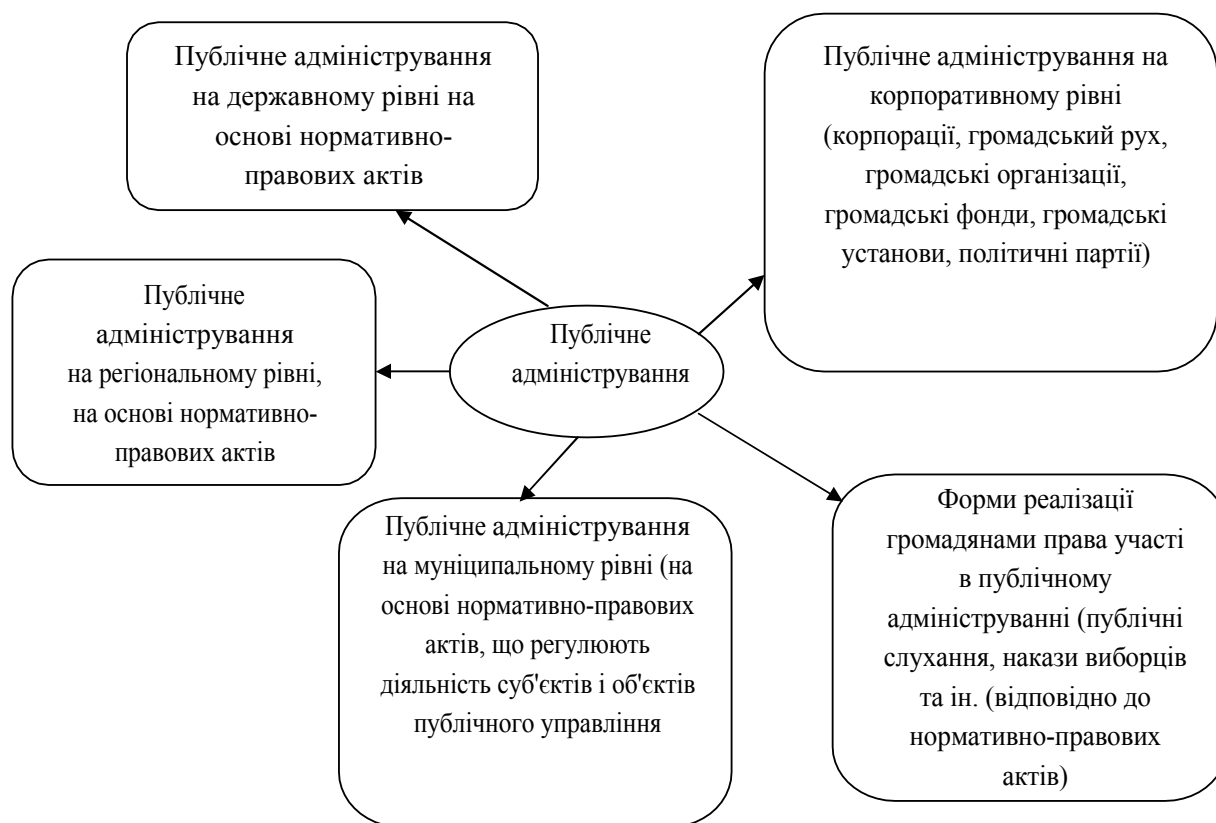 Публічне адміністрування
на державному рівні на
основі нормативно-
правових актів
Публічне адміністрування на
корпоративному рівні
(корпорації, громадський рух,
громадські організації,
громадські фонди, громадські
установи, політичні партії)
Публічне
адміністрування
на регіональному рівні,
на основі нормативно-
правових актів
Публічне
адміністрування
Публічне адміністрування
на муніципальному рівні (на
основі нормативно-правових
актів, що регулюють
діяльність суб'єктів і об'єктів
публічного управління
Форми реалізації
громадянами права участі
в публічному
адмініструванні (публічні
слухання, накази виборців
та ін. (відповідно до
нормативно-правових
актів)